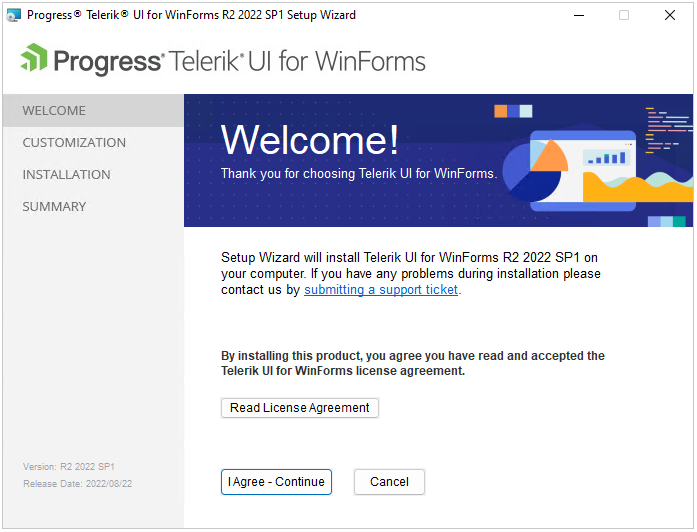 Progress® Telerik® UI for WinForms R2 2022 SP1 Setup Wizard
Progress® Telerik® UI for WinForms
WELCOME
CUSTOMIZATION
INSTALLATION
SUMMARY
Welcome!
Thank you for choosing Telerik UI for WinForms.
Setup Wizard will install Telerik UI for WinForms R2 2022 SP1 on
your computer. If you have any problems during installation please
contact us by submitting a support ticket.
By installing this product, you agree you have read and accepted the
Telerik UI for WinForms license agreement.
Read License Agreement
Version: R2 2022 SP1
Release Date: 2022/08/22
I Agree - Continue
Cancel